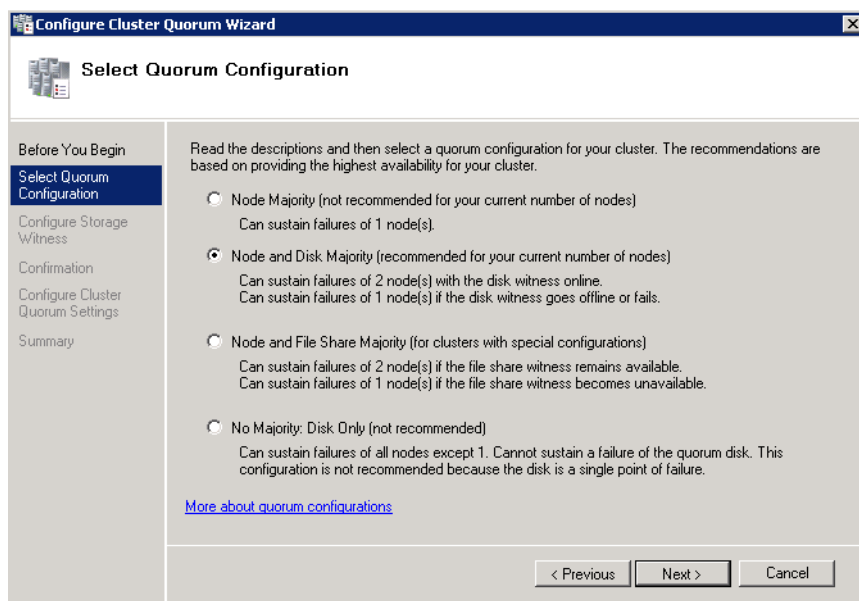 Configure Cluster Quorum Wizard
Select Quorum Configuration
Before You Begin
Select Quorum
Configuration
Configure Storage
Witness
Confirmation
Configure Cluster
Quorum Settings
Summary
Read the descriptions and then select a quorum configuration for your cluster. The recommendations are
based on providing the highest availability for your cluster.
Node Majority (not recommended for your current number of nodes)
Can sustain failures of 1 node(s).
Node and Disk Majority (recommended for your current number of nodes)
Can sustain failures of 2 node(s) with the disk witness online.
Can sustain failures of 1 node(s) if the disk witness goes offline or fails.
Node and File Share Majority (for clusters with special configurations)
Can sustain failures of 2 node(s) if the file share witness remains available.
Can sustain failures of 1 node(s) if the file share witness becomes unavailable.
No Majority: Disk Only (not recommended)
Can sustain failures of all nodes except 1. Cannot sustain a failure of the quorum disk. This
configuration is not recommended because the disk is a single point of failure.
More about quorum configurations
< Previous
Next >
Cancel